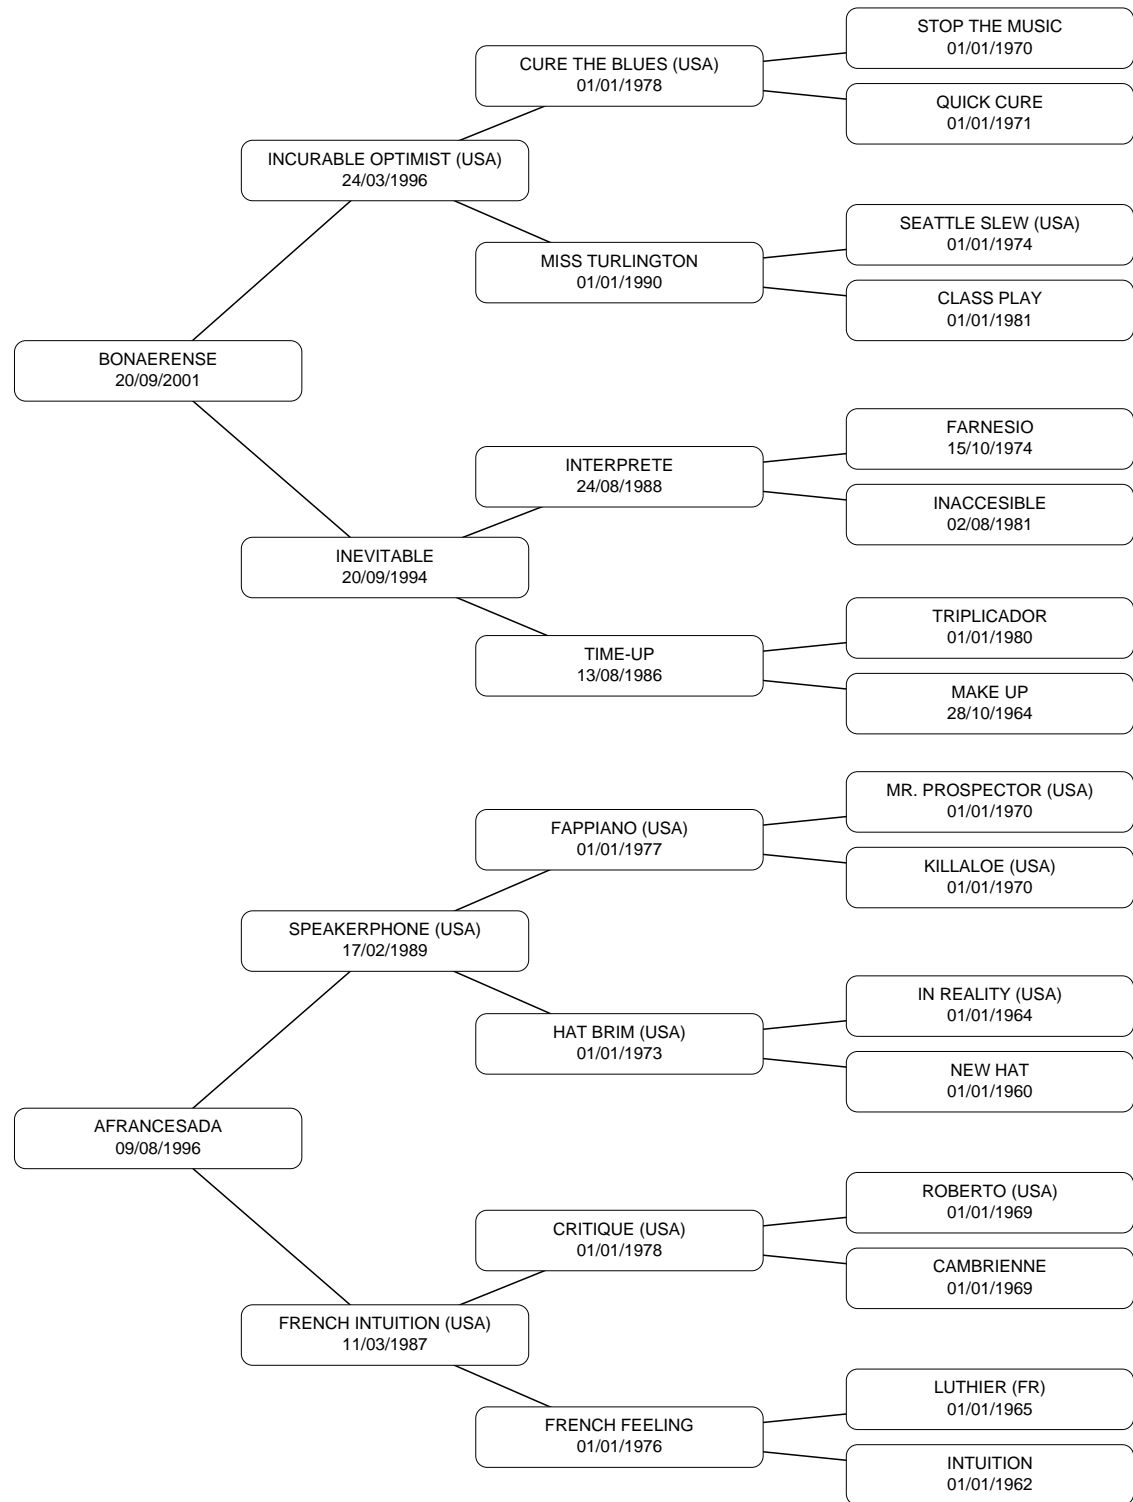 STOP THE MUSIC
01/01/1970
CURE THE BLUES (USA)
01/01/1978
QUICK CURE
01/01/1971
INCURABLE OPTIMIST (USA)
24/03/1996
SEATTLE SLEW (USA)
01/01/1974
MISS TURLINGTON
01/01/1990
CLASS PLAY
01/01/1981
BONAERENSE
20/09/2001
FARNESIO
15/10/1974
INTERPRETE
24/08/1988
INACCESIBLE
02/08/1981
INEVITABLE
20/09/1994
TRIPLICADOR
01/01/1980
TIME-UP
13/08/1986
MAKE UP
28/10/1964
MR. PROSPECTOR (USA)
01/01/1970
FAPPIANO (USA)
01/01/1977
KILLALOE (USA)
01/01/1970
SPEAKERPHONE (USA)
17/02/1989
IN REALITY (USA)
01/01/1964
HAT BRIM (USA)
01/01/1973
NEW HAT
01/01/1960
AFRANCESADA
09/08/1996
ROBERTO (USA)
01/01/1969
CRITIQUE (USA)
01/01/1978
CAMBRIENNE
01/01/1969
FRENCH INTUITION (USA)
11/03/1987
LUTHIER (FR)
01/01/1965
FRENCH FEELING
01/01/1976
INTUITION
01/01/1962